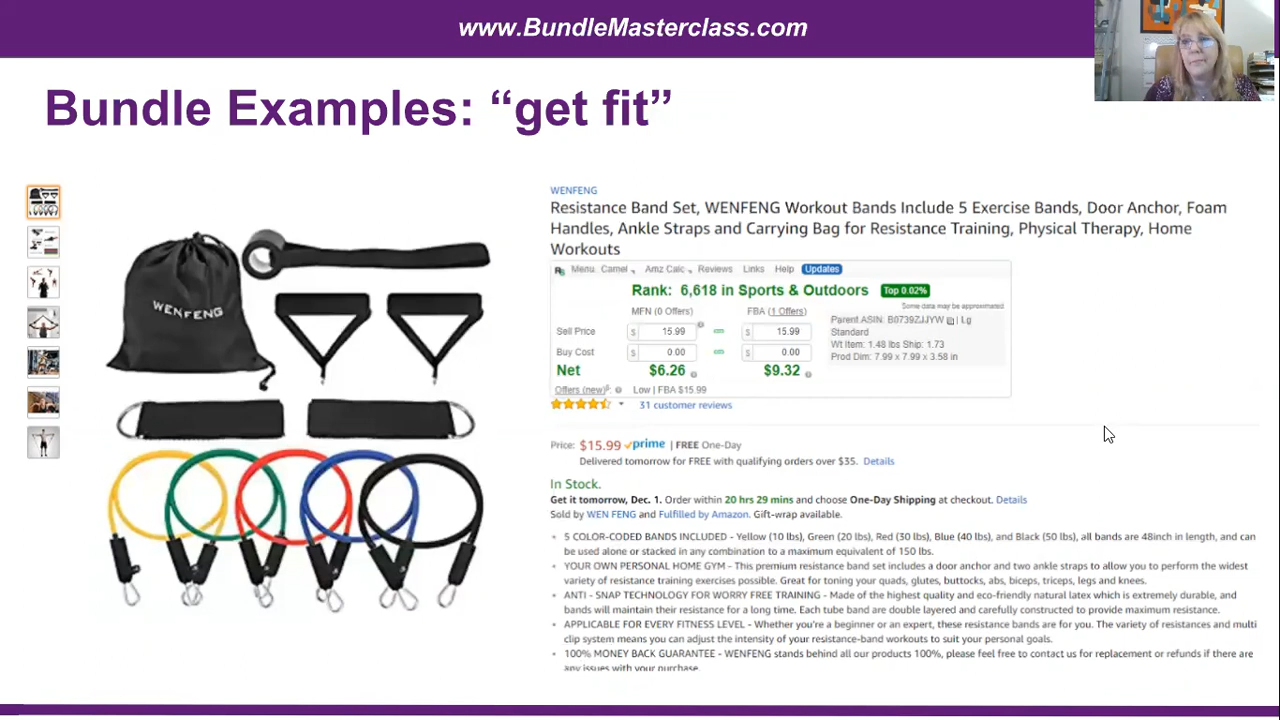 www.BundleMasterclass.com
Bundle Examples: “get fit”
WENFENG
WENFENG
Resistance Band Set, WENFENG Workout Bands Include 5 Exercise Bands, Door Anchor, Foam
Handles, Ankle Straps and Carrying Bag for Resistance Training, Physical Therapy, Home
Workouts
Menu Camel Amz Calc Reviews Links Help Updates
Rank: 6,618 in Sports & Outdoors Top 0.02%
Some data may be approximated
MFN (0 Offers) FBA (1 Offers) Parent ASIN: B0739ZJJYW | Lg
Standard
Sell Price $ 15.99 $ 15.99
Wt Item: 1.48 lbs Ship: 1.73
Buy Cost $ 0.00 $ 0.00 Prod Dim: 7.99 x 7.99 x 3.58 in
Net $6.26 $9.32
Offers (new) Low | FBA $15.99
31 customer reviews
Price: $15.99 prime | FREE One-Day
Delivered tomorrow for FREE with qualifying orders over $35. Details
In Stock.
Get it tomorrow, Dec. 1. Order within 20 hrs 29 mins and choose One-Day Shipping at checkout. Details
Sold by WEN FENG and Fulfilled by Amazon. Gift-wrap available.
• 5 COLOR-CODED BANDS INCLUDED - Yellow (10 lbs), Green (20 lbs), Red (30 lbs), Blue (40 lbs), and Black (50 lbs), all bands are 48inch in length, and can
be used alone or stacked in any combination to a maximum equivalent of 150 lbs.
• YOUR OWN PERSONAL HOME GYM - This premium resistance band set includes a door anchor and two ankle straps to allow you to perform the widest
variety of resistance training exercises possible. Great for toning your quads, glutes, buttocks, abs, biceps, triceps, legs and knees.
• ANTI - SNAP TECHNOLOGY FOR WORRY FREE TRAINING - Made of the highest quality and eco-friendly natural latex which is extremely durable, and
bands will maintain their resistance for a long time. Each tube band are double layered and carefully constructed to provide maximum resistance.
• APPLICABLE FOR EVERY FITNESS LEVEL - Whether you're a beginner or an expert, these resistance bands are for you. The variety of resistances and multi
clip system means you can adjust the intensity of your resistance-band workouts to suit your personal goals.
• 100% MONEY BACK GUARANTEE - WENFENG stands behind all our products 100%, please feel free to contact us for replacement or refunds if there are
any issues with your purchase.